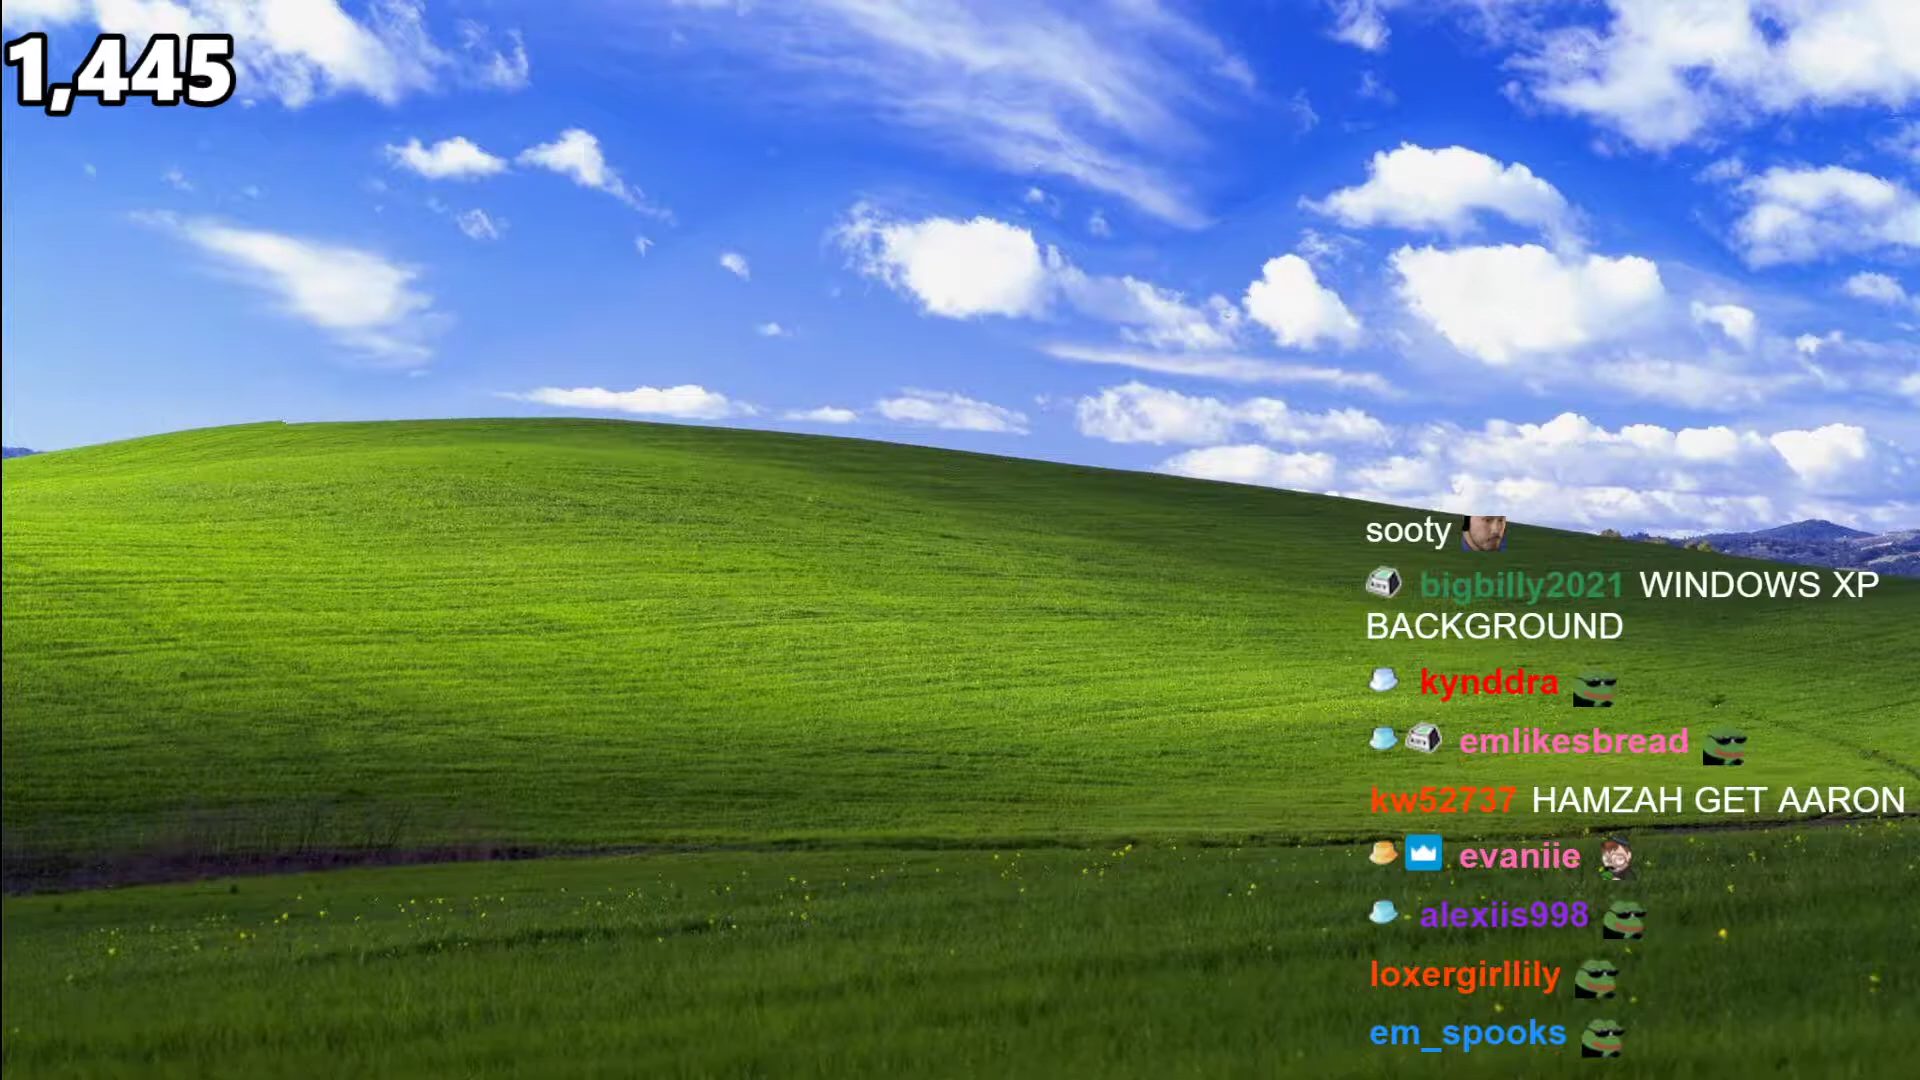 1,445
sooty
bigbilly2021 WINDOWS XP
BACKGROUND
kynddra
emlikesbread
kw52737 HAMZAH GET AARON
evaniie
alexiis998
loxergirllily
em_spooks